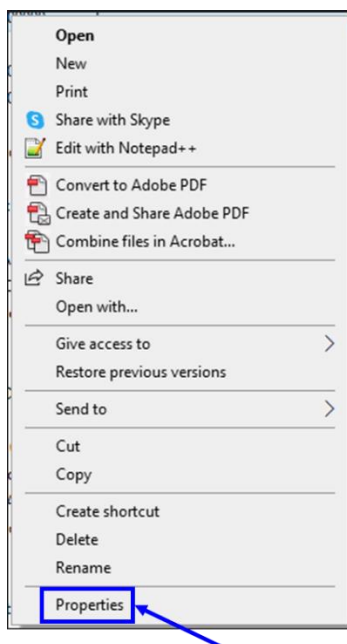 Open
New
Print
Share with Skype
Edit with Notepad++
Convert to Adobe PDF
Create and Share Adobe PDF
Combine files in Acrobat...
Share
Open with...
Give access to
Restore previous versions
Send to
Cut
Copy
Create shortcut
Delete
Rename
Properties